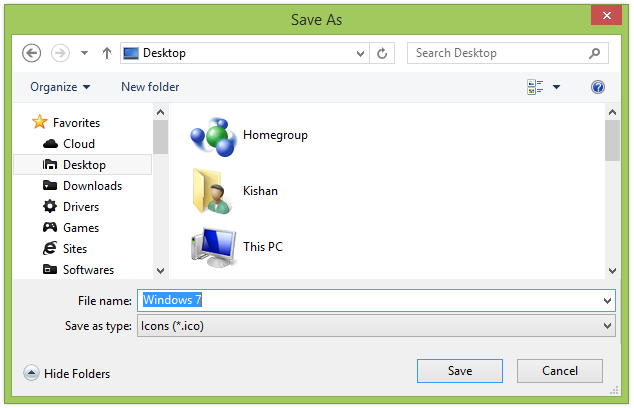 Save As
Desktop
Search Desktop
Organize
New folder
Favorites
Cloud
Desktop
Downloads
Drivers
Games
Sites
Softwares
Homegroup
Kishan
This PC
File name: Windows 7
Save as type: Icons (*.ico)
Hide Folders
Save
Cancel